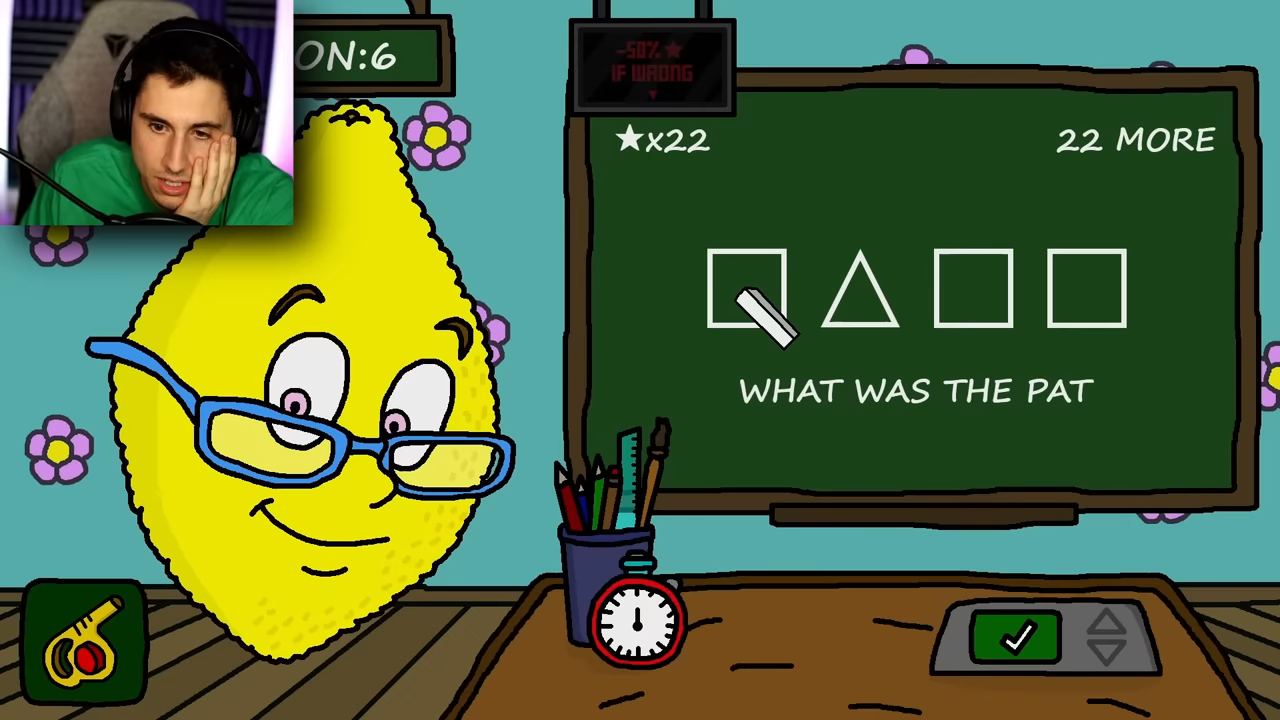 ON:6
-50% ★
IF WRONG
★x22
22 MORE
WHAT WAS THE PAT